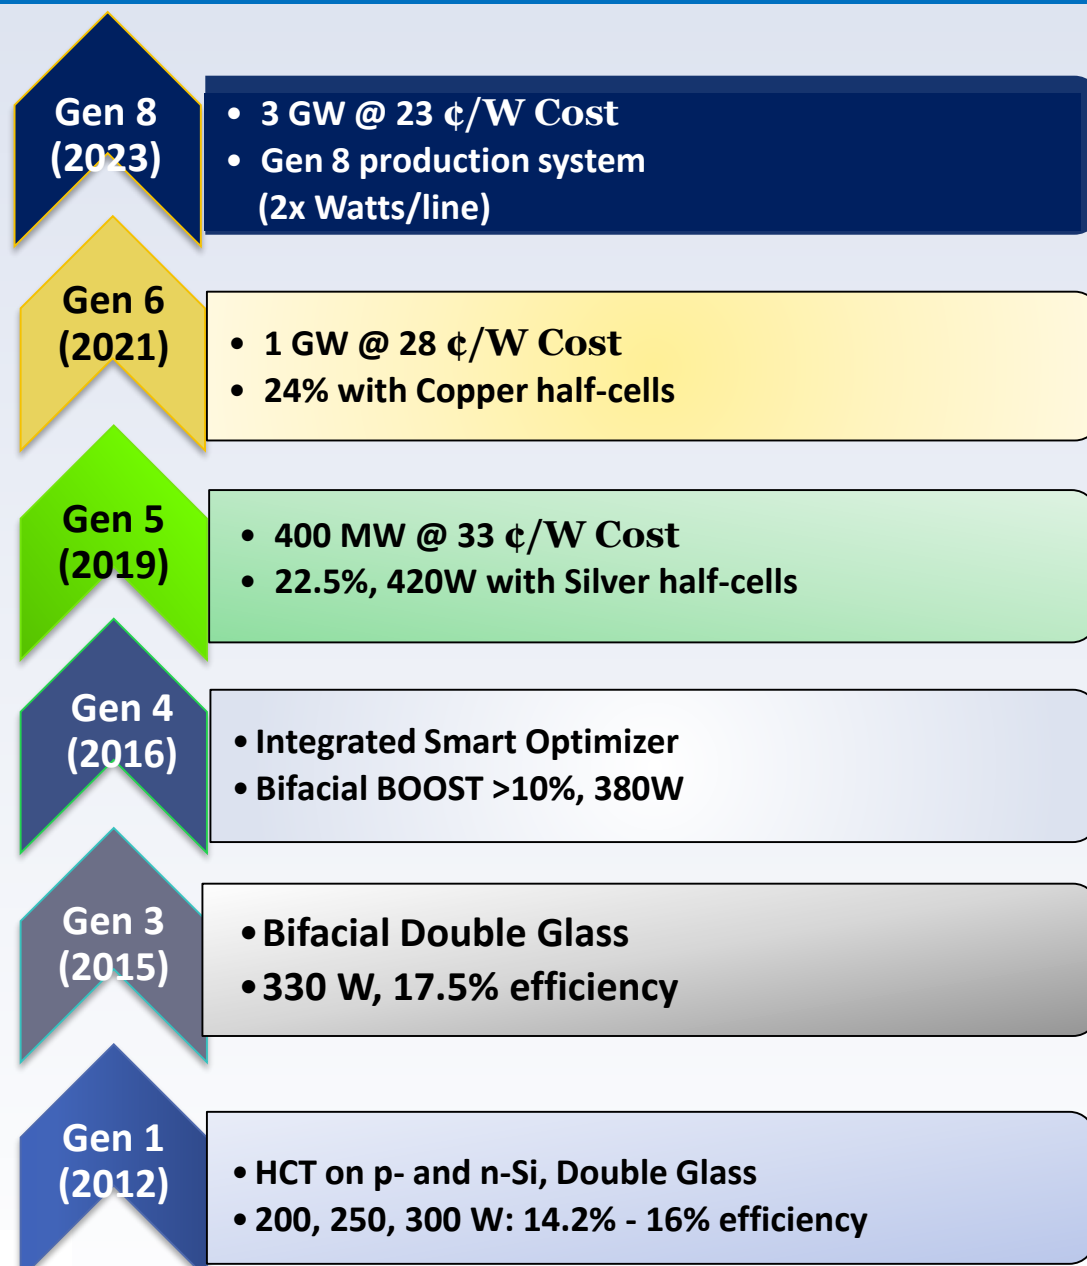 Gen 8
(2023)
• 3 GW @ 23 ¢/W Cost
• Gen 8 production system
(2x Watts/line)
Gen 6
(2021)
• 1 GW @ 28 ¢/W Cost
• 24% with Copper half-cells
Gen 5
(2019)
• 400 MW @ 33 ¢/W Cost
• 22.5%, 420W with Silver half-cells
Gen 4
(2016)
• Integrated Smart Optimizer
• Bifacial BOOST >10%, 380W
Gen 3
(2015)
• Bifacial Double Glass
• 330 W, 17.5% efficiency
Gen 1
(2012)
• HCT on p- and n-Si, Double Glass
• 200, 250, 300 W: 14.2% - 16% efficiency